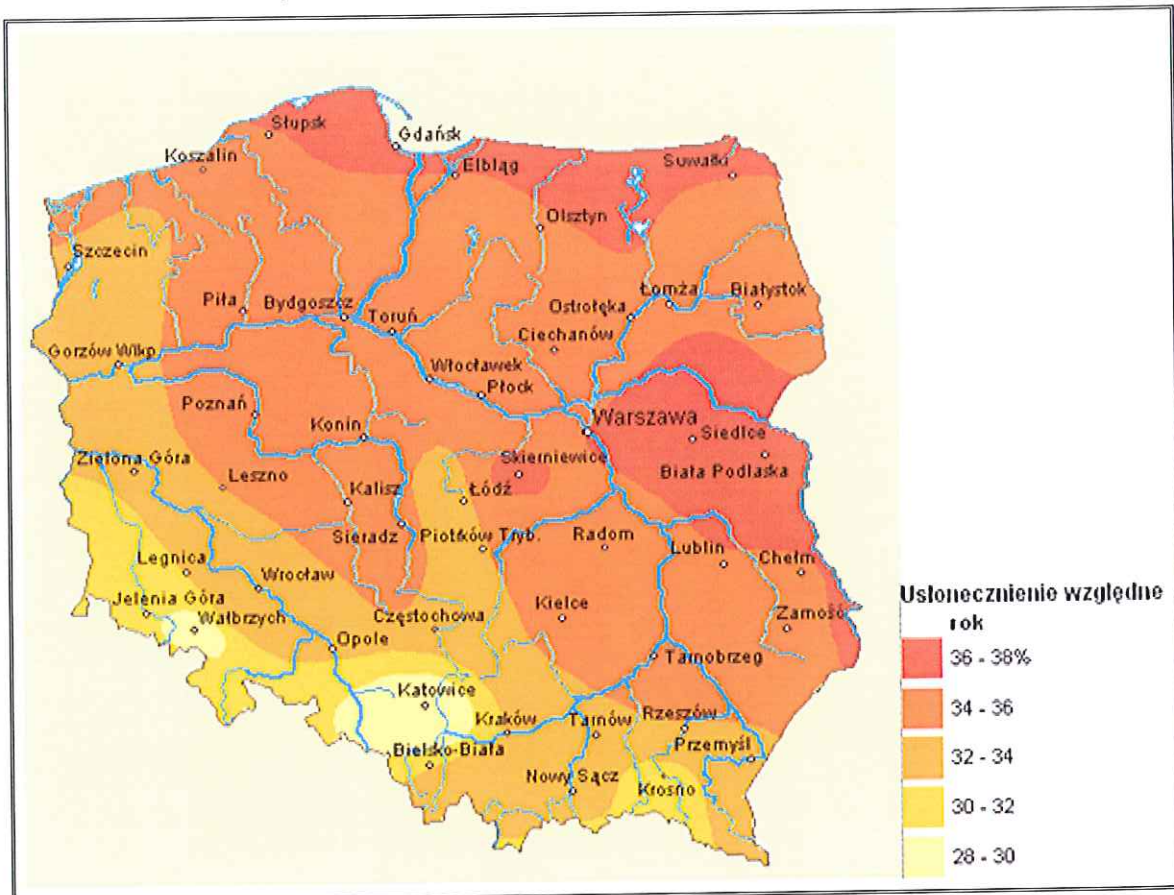 Słupsk
Gdańsk
Koszalin
Elbląg
Suwałki
Olsztyn
Szczecin
Piła
Bydgoszcz
Toruń
Ostrołęka
Łomża
Białystok
Ciechanów
Gorzów Wlkp
Włocławek
Płock
Poznań
Konin
Warszawa
Siedlce
Zielona Góra
Leszno
Kalisz
Skierniewice
Biała Podlaska
Łódź
Sieradz
Piotrków Tryb.
Radom
Lublin
Chełm
Legnica
Wrocław
Jelenia Góra
Wałbrzych
Częstochowa
Kielce
Zamość
Opole
Tarnobrzeg
Katowice
Kraków
Tarnów
Rzeszów
Przemyśl
Bielsko-Biała
Nowy Sącz
Krosno
Usłonecznienie względne
rok
36 - 38%
34 - 36
32 - 34
30 - 32
28 - 30